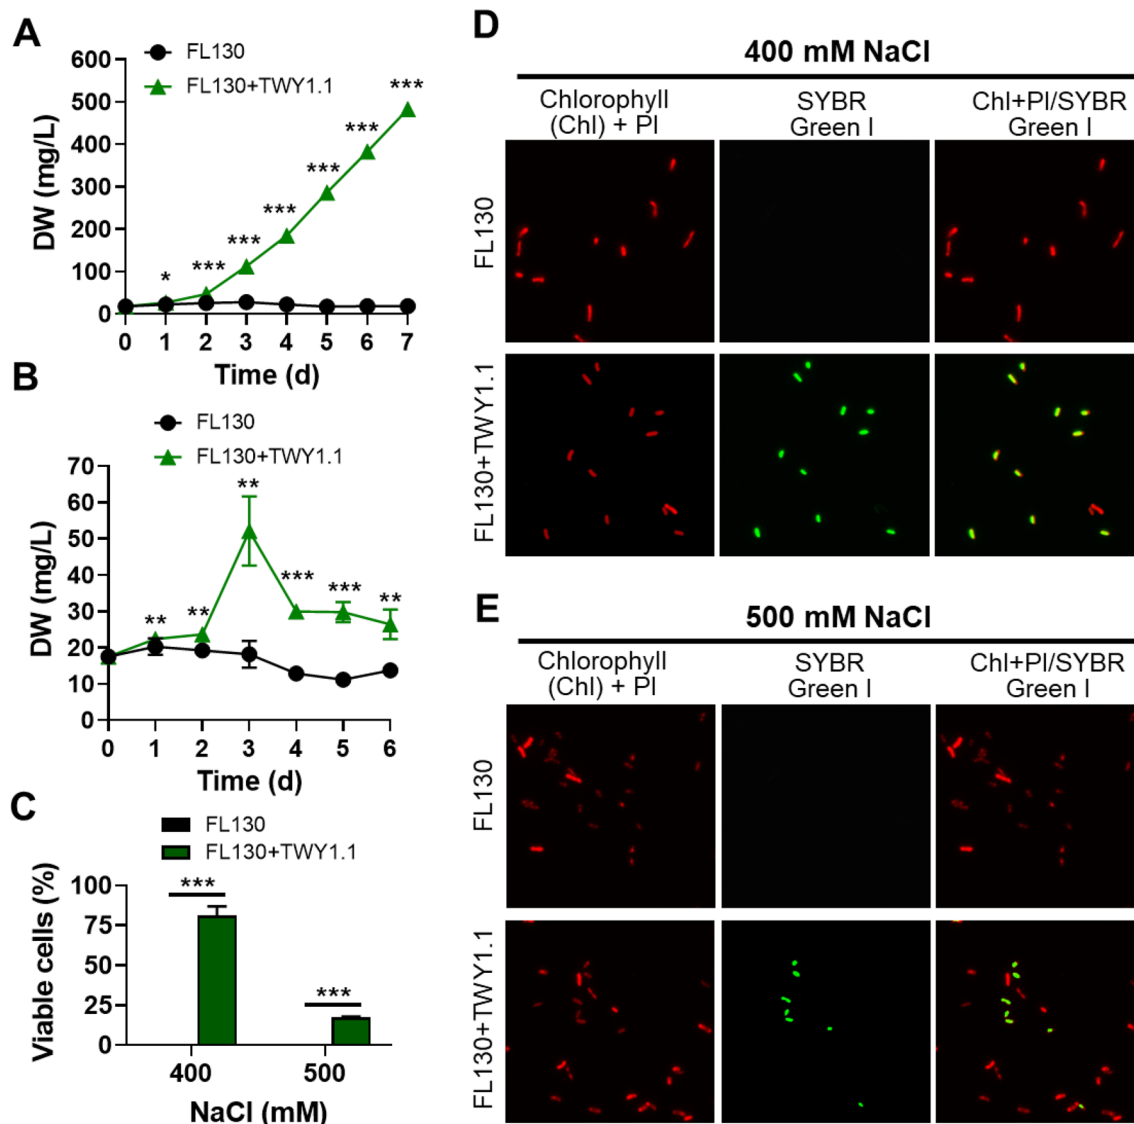 A
FL130
FL130+TWY1.1
600
500
400
300
200
100
0
DW (mg/L)
*
***
***
***
***
***
***
0 1 2 3 4 5 6 7
Time (d)
B
FL130
FL130+TWY1.1
70
60
50
40
30
20
10
0
DW (mg/L)
**
**
**
***
***
**
0 1 2 3 4 5 6
Time (d)
C
FL130
FL130+TWY1.1
100
75
50
25
0
Viable cells (%)
***
***
400 500
NaCl (mM)
D
400 mM NaCl
Chlorophyll
(Chl) + PI
SYBR
Green I
Chl+PI/SYBR
Green I
FL130
FL130+TWY1.1
E
500 mM NaCl
Chlorophyll
(Chl) + PI
SYBR
Green I
Chl+PI/SYBR
Green I
FL130
FL130+TWY1.1